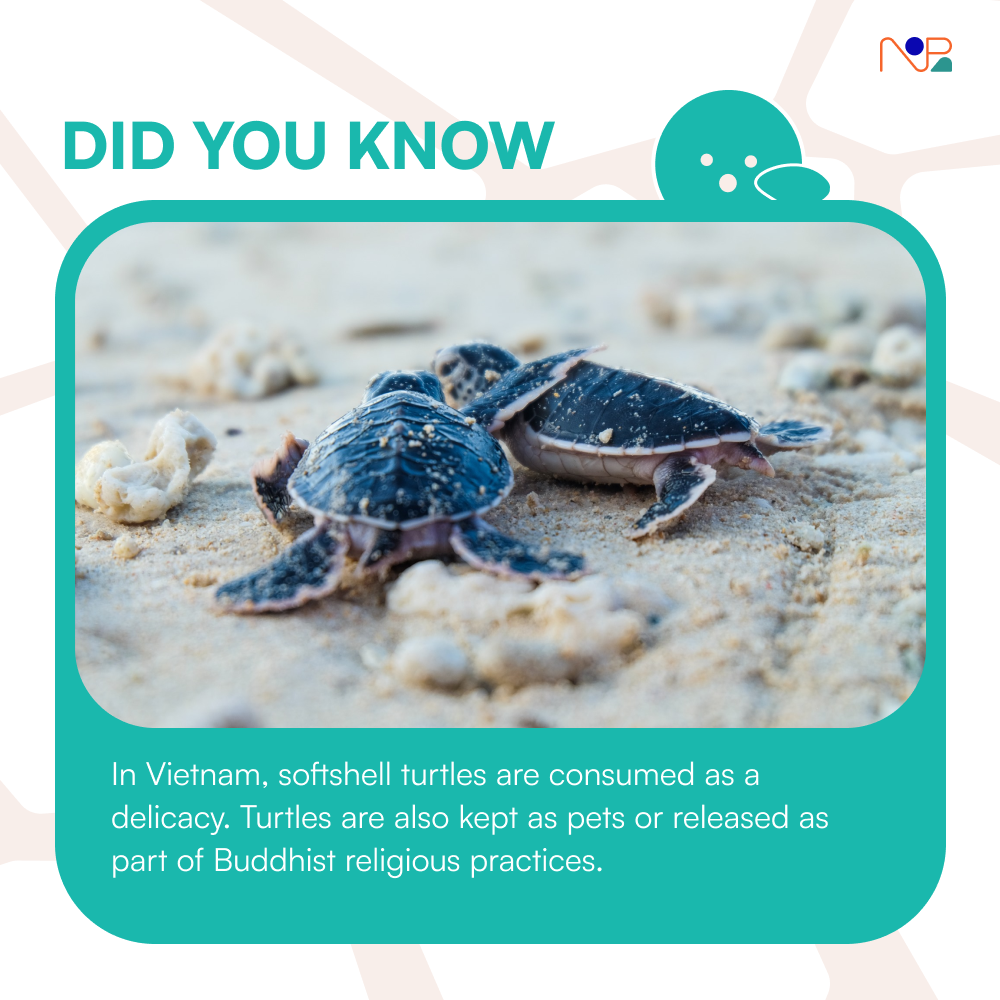 DID YOU KNOW
In Vietnam, softshell turtles are consumed as a
delicacy. Turtles are also kept as pets or released as
part of Buddhist religious practices.